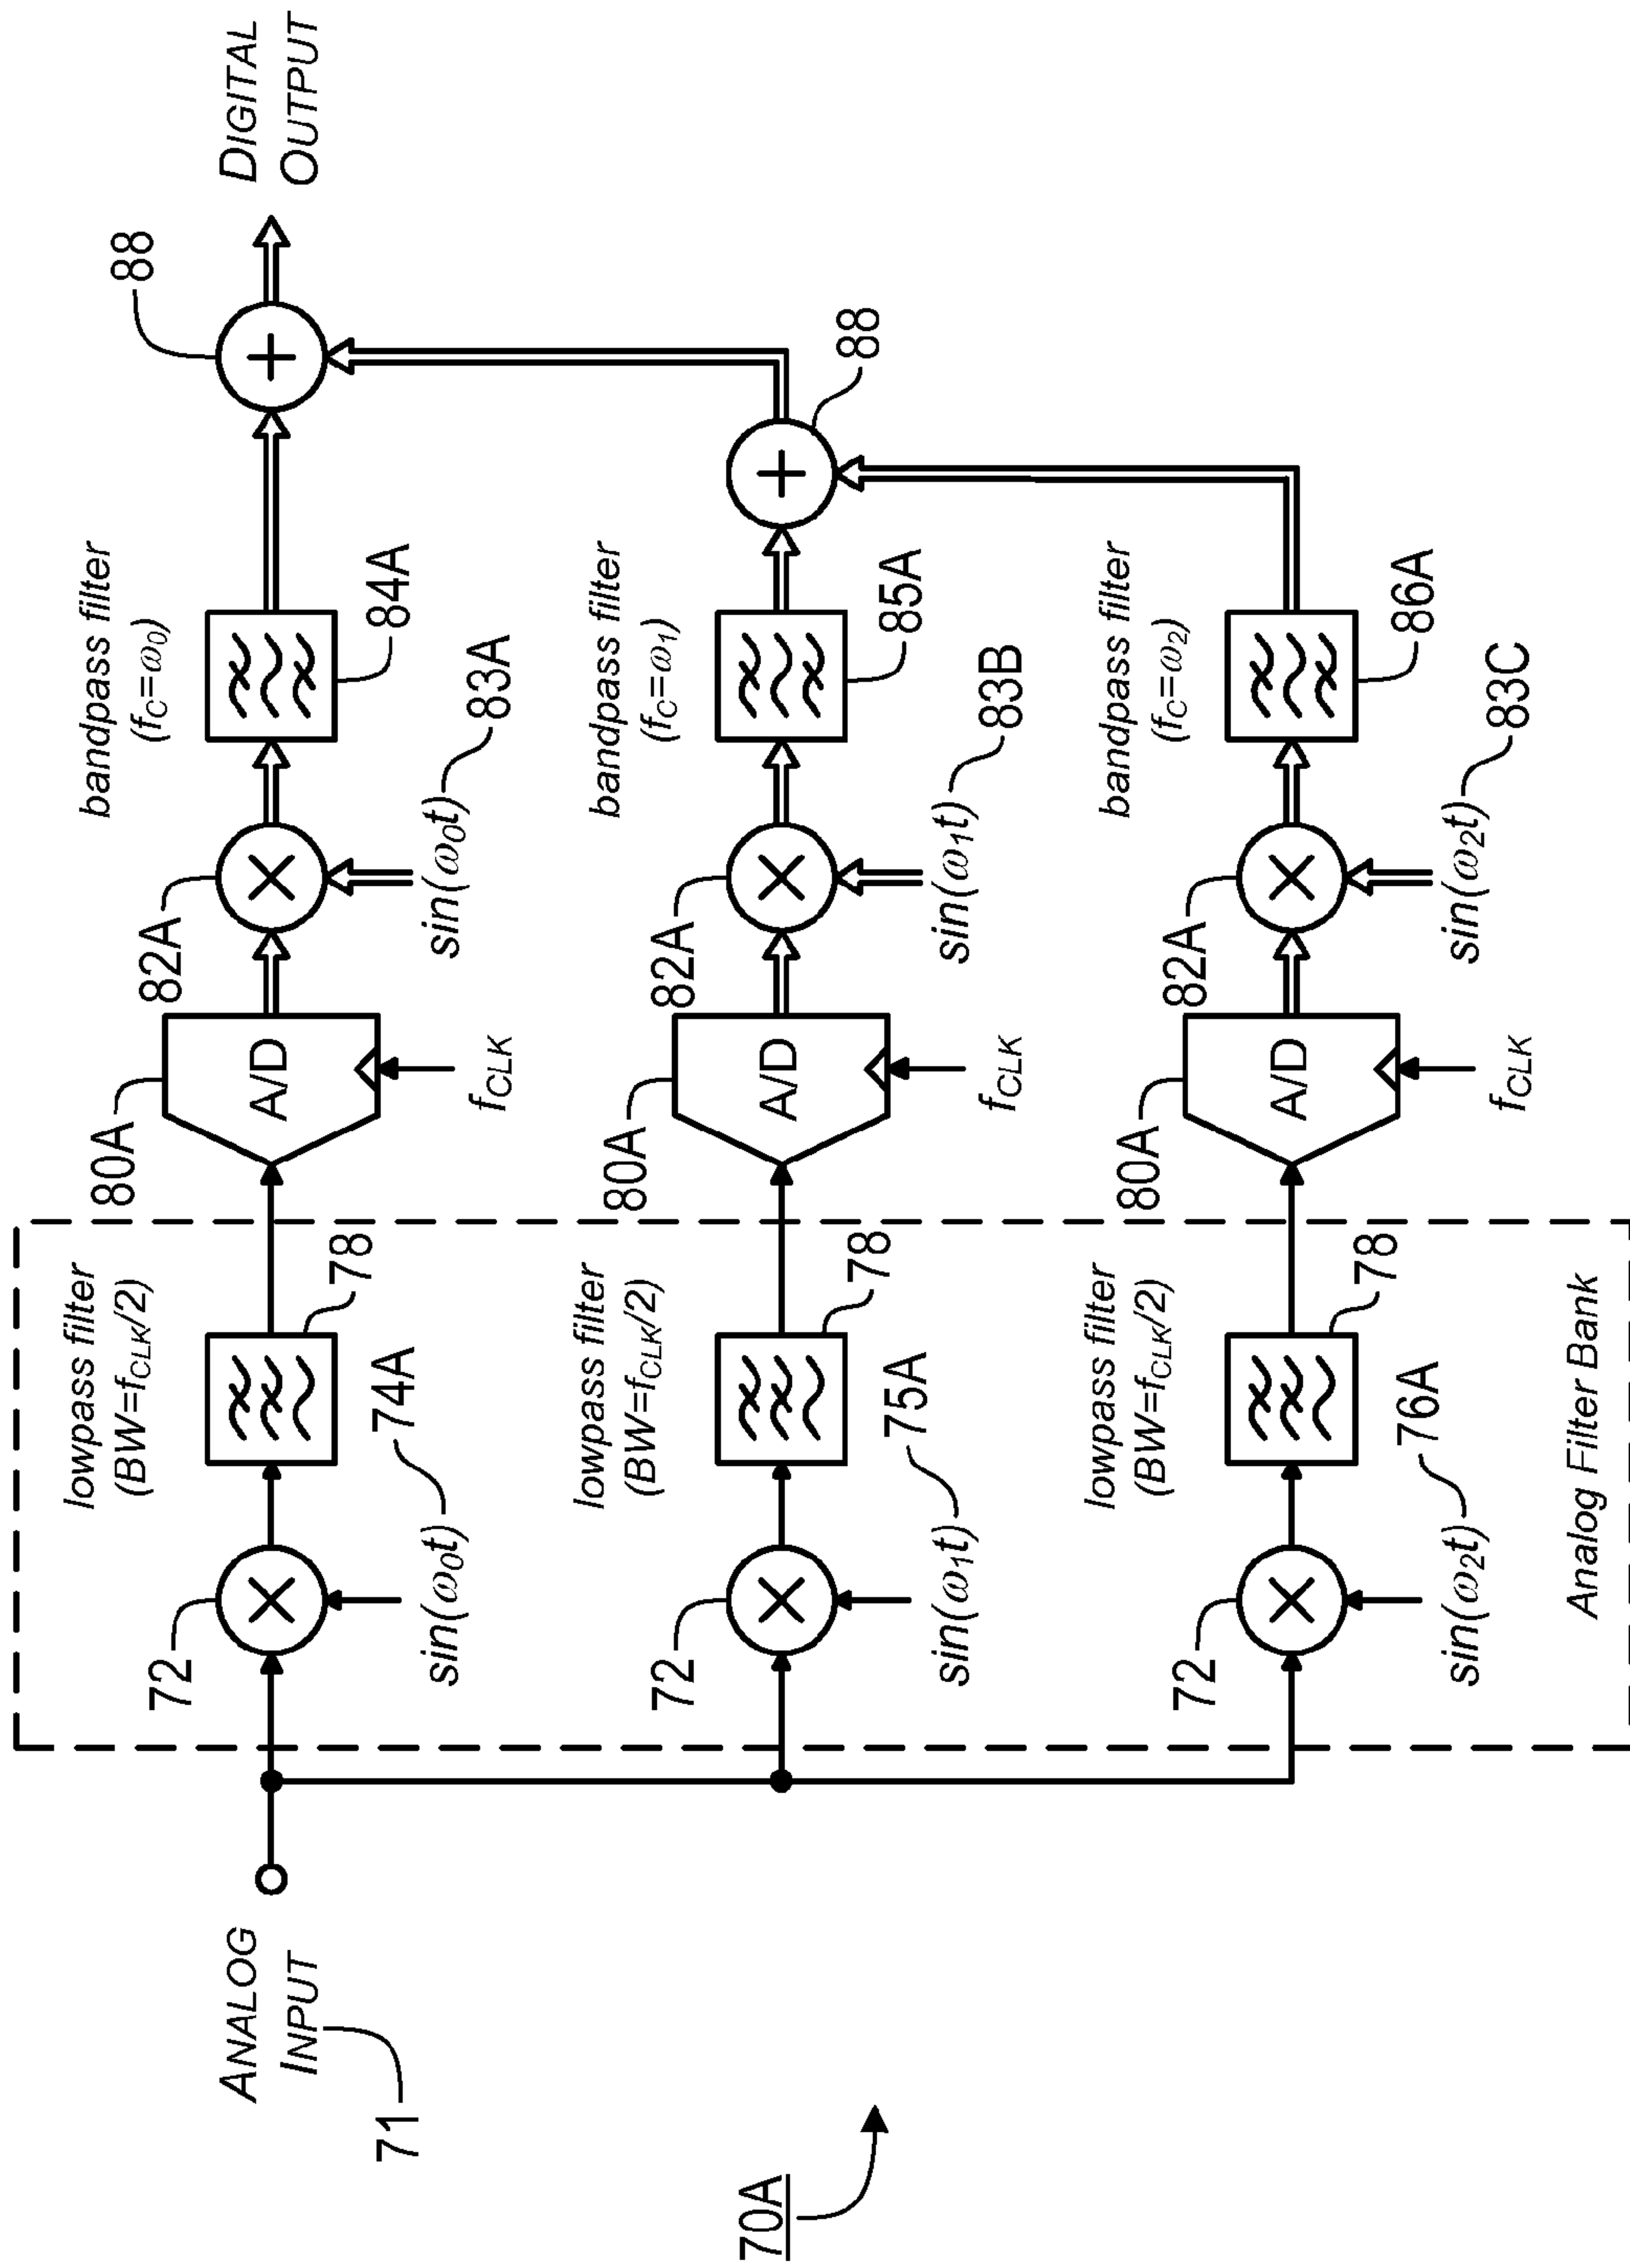 70A
ANALOG
INPUT
71
72
sin(ω0t)
74A
lowpass filter
(BW=fCLK/2)
78
80A
A/D
fCLK
82A
sin(ω0t)
83A
bandpass filter
(fC=ω0)
84A
88
DIGITAL
OUTPUT
72
sin(ω1t)
75A
lowpass filter
(BW=fCLK/2)
78
80A
A/D
fCLK
82A
sin(ω1t)
83B
bandpass filter
(fC=ω1)
85A
88
72
sin(ω2t)
76A
lowpass filter
(BW=fCLK/2)
78
80A
A/D
fCLK
82A
sin(ω2t)
83C
bandpass filter
(fC=ω2)
86A
Analog Filter Bank